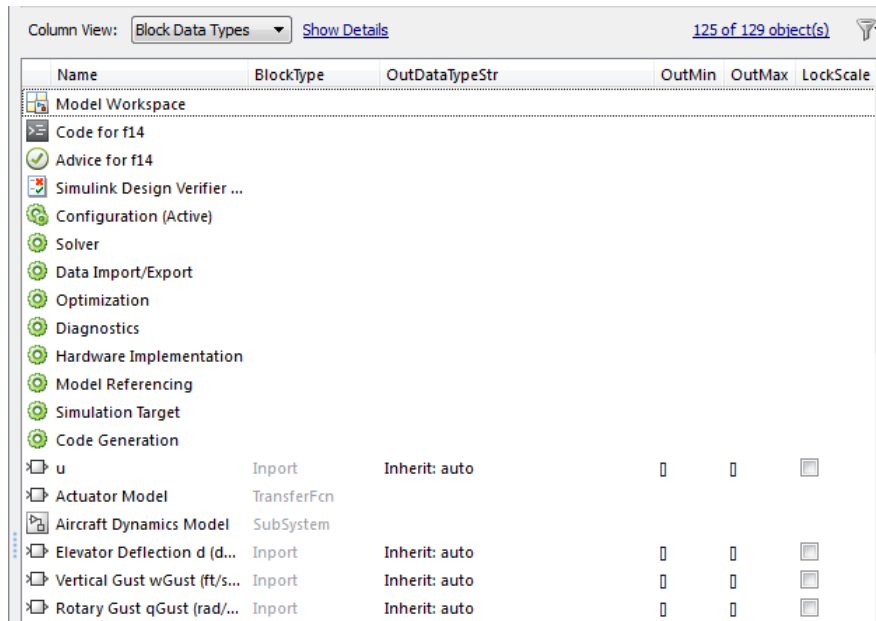 Column View: Block Data Types Show Details 125 of 129 object(s)
Name BlockType OutDataTypeStr OutMin OutMax LockScale
Model Workspace
Code for f14
Advice for f14
Simulink Design Verifier ...
Configuration (Active)
Solver
Data Import/Export
Optimization
Diagnostics
Hardware Implementation
Model Referencing
Simulation Target
Code Generation
u Inport Inherit: auto [] []
Actuator Model TransferFcn
Aircraft Dynamics Model SubSystem
Elevator Deflection d (d... Inport Inherit: auto [] []
Vertical Gust wGust (ft/s... Inport Inherit: auto [] []
Rotary Gust qGust (rad/... Inport Inherit: auto [] []